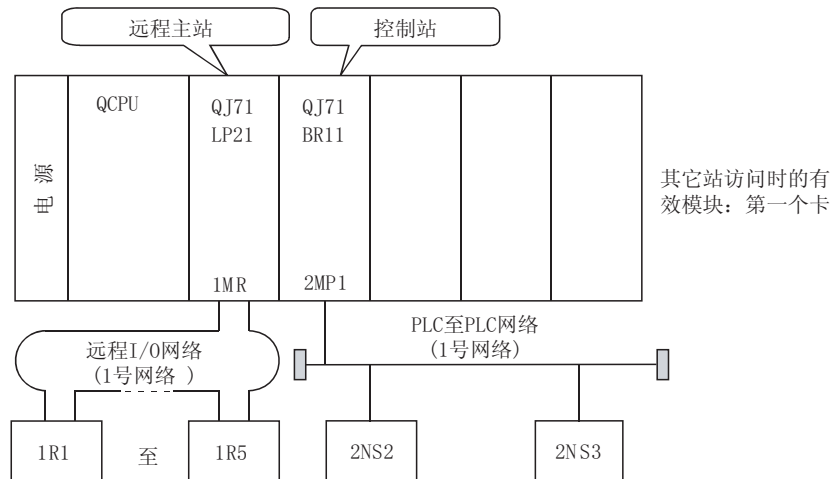 远程主站
控制站
电源
QCPU
QJ71
LP21
QJ71
BR11
其它站访问时的有
效模块: 第一个卡
1MR
2MP1
远程I/O网络
(1号网络 )
PLC至PLC网络
(1号网络)
1R1
至
1R5
2NS2
2NS3